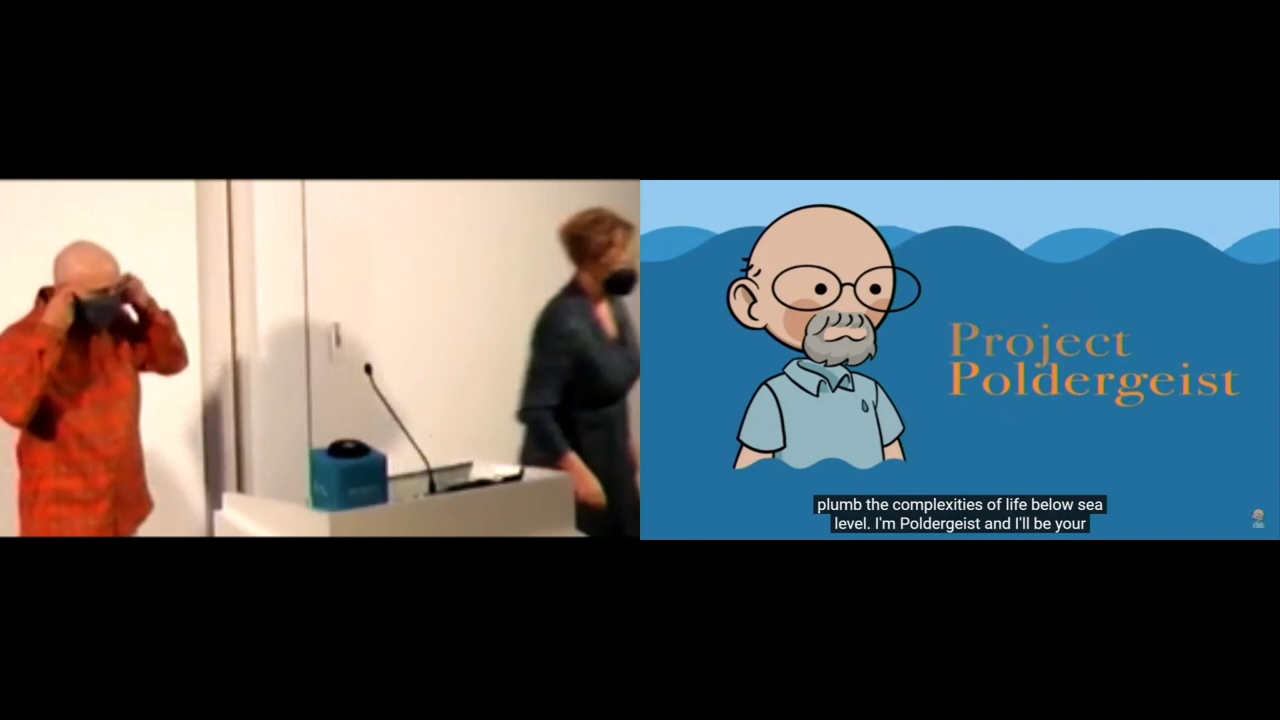 Project
Poldergeist
plumb the complexities of life below sea
level. I'm Poldergeist and I'll be your